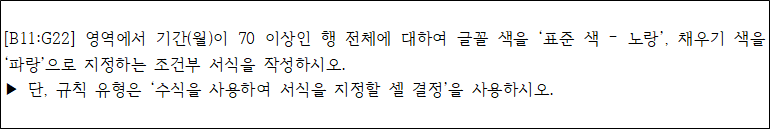 [B11:G22] 영역에서 기간(월)이 70 이상인 행 전체에 대하여 글꼴 색을 ‘표준 색 - 노랑’, 채우기 색을
‘파랑’으로 지정하는 조건부 서식을 작성하시오.
▶ 단, 규칙 유형은 ‘수식을 사용하여 서식을 지정할 셀 결정’을 사용하시오.